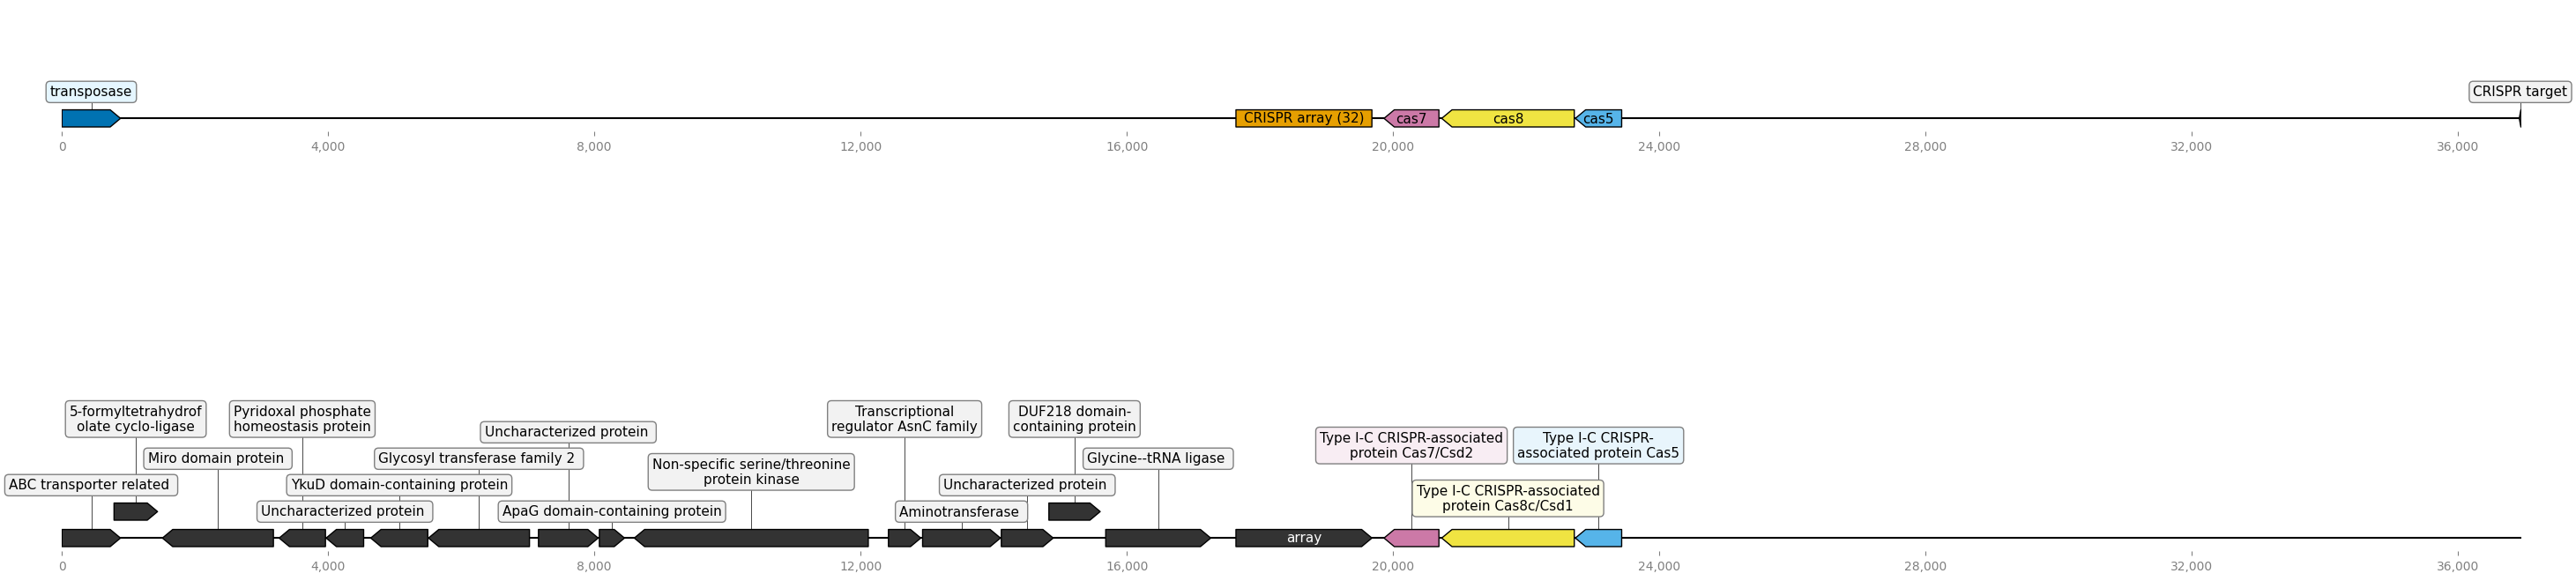 transposase
CRISPR target
CRISPR array (32)
cas7
cas8
cas5
0
4,000
8,000
12,000
16,000
20,000
24,000
28,000
32,000
36,000
5-formyltetrahydrof
olate cyclo-ligase
Pyridoxal phosphate
homeostasis protein
Transcriptional
regulator AsnC family
DUF218 domain-
containing protein
Uncharacterized protein
Type I-C CRISPR-associated
protein Cas7/Csd2
Type I-C CRISPR-
associated protein Cas5
Miro domain protein
Glycosyl transferase family 2
Non-specific serine/threonine
protein kinase
Glycine--tRNA ligase
ABC transporter related
YkuD domain-containing protein
Uncharacterized protein
Type I-C CRISPR-associated
protein Cas8c/Csd1
Uncharacterized protein
ApaG domain-containing protein
Aminotransferase
array
0
4,000
8,000
12,000
16,000
20,000
24,000
28,000
32,000
36,000